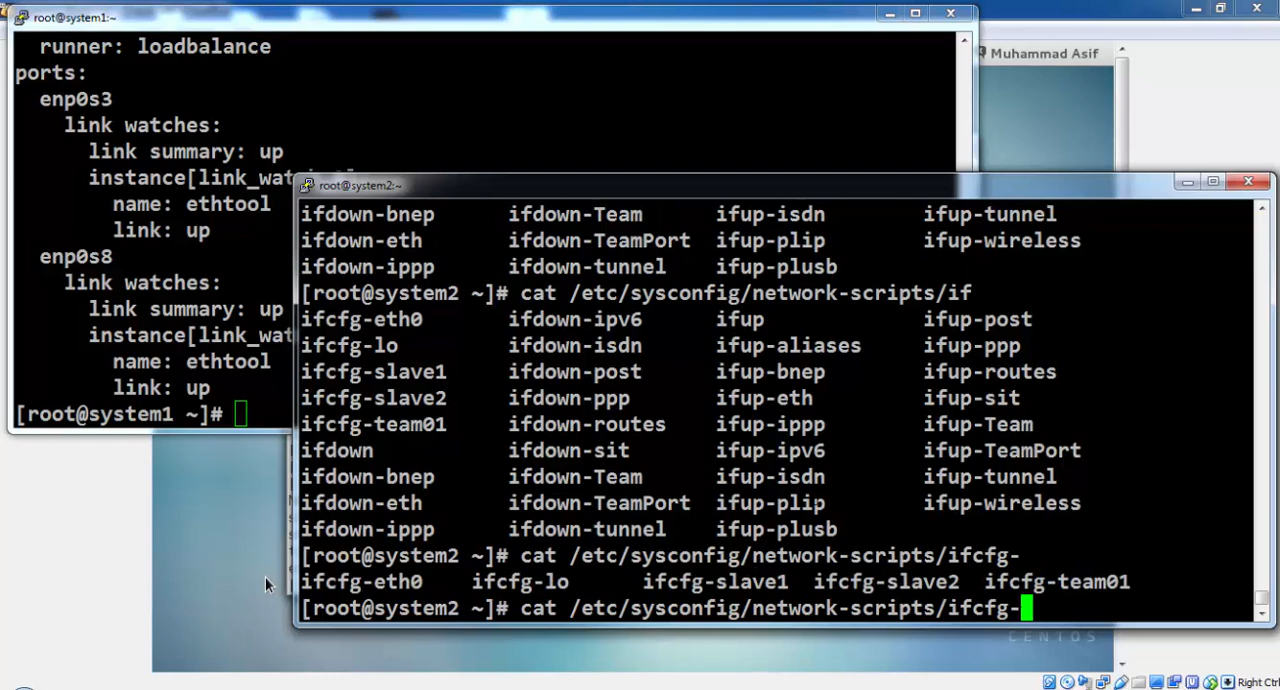 root@system1:~
Muhammad Asif
runner: loadbalance
ports:
enp0s3
link watches:
link summary: up
instance[link_wat
name: ethtool
link: up
enp0s8
link watches:
link summary: up
instance[link_wat
name: ethtool
link: up
[root@system1 ~]#
root@system2:~
ifdown-bnep ifdown-Team ifup-isdn ifup-tunnel
ifdown-eth ifdown-TeamPort ifup-plip ifup-wireless
ifdown-ippp ifdown-tunnel ifup-plusb
[root@system2 ~]# cat /etc/sysconfig/network-scripts/if
ifcfg-eth0 ifdown-ipv6 ifup ifup-post
ifcfg-lo ifdown-isdn ifup-aliases ifup-ppp
ifcfg-slave1 ifdown-post ifup-bnep ifup-routes
ifcfg-slave2 ifdown-ppp ifup-eth ifup-sit
ifcfg-team01 ifdown-routes ifup-ippp ifup-Team
ifdown ifdown-sit ifup-ipv6 ifup-TeamPort
ifdown-bnep ifdown-Team ifup-isdn ifup-tunnel
ifdown-eth ifdown-TeamPort ifup-plip ifup-wireless
ifdown-ippp ifdown-tunnel ifup-plusb
[root@system2 ~]# cat /etc/sysconfig/network-scripts/ifcfg-
ifcfg-eth0 ifcfg-lo ifcfg-slave1 ifcfg-slave2 ifcfg-team01
[root@system2 ~]# cat /etc/sysconfig/network-scripts/ifcfg-
CENTOS
Right Ctrl